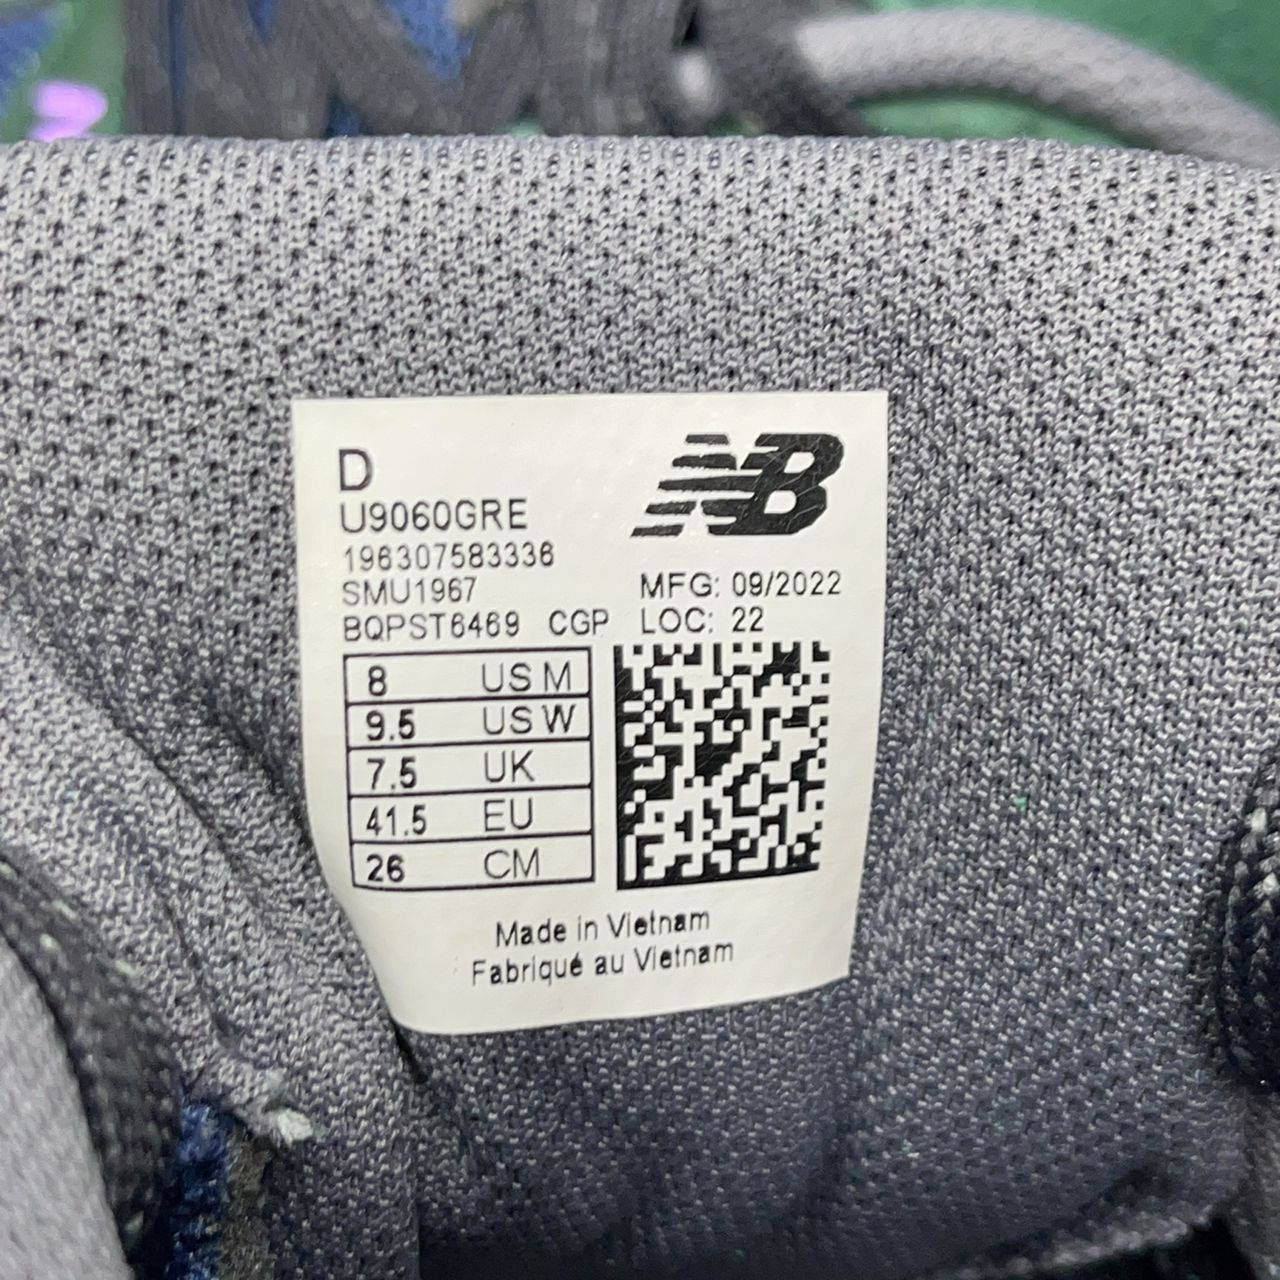 D
U9060GRE
196307583336
SMU1967
BQPST6469 CGP
NB
MFG: 09/2022
LOC: 22
8 US M
9.5 US W
7.5 UK
41.5 EU
26 CM
Made in Vietnam
Fabriqué au Vietnam